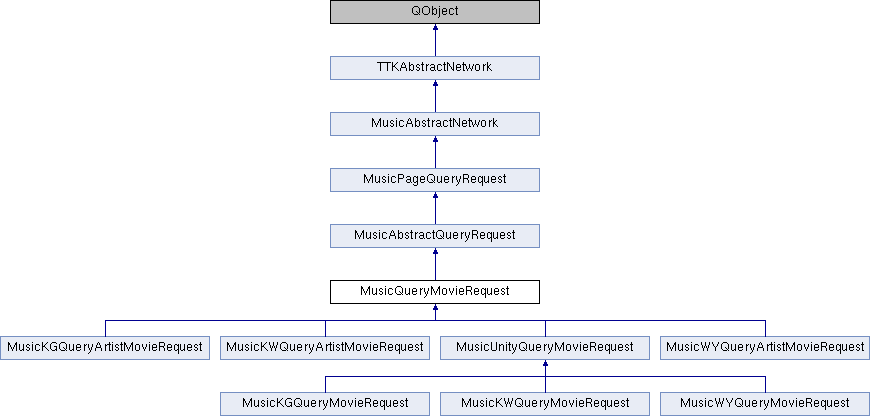 QObject
TTKAbstractNetwork
MusicAbstractNetwork
MusicPageQueryRequest
MusicAbstractQueryRequest
MusicQueryMovieRequest
MusicKGQueryArtistMovieRequest
MusicKWQueryArtistMovieRequest
MusicUnityQueryMovieRequest
MusicWYQueryArtistMovieRequest
MusicKGQueryMovieRequest
MusicKWQueryMovieRequest
MusicWYQueryMovieRequest